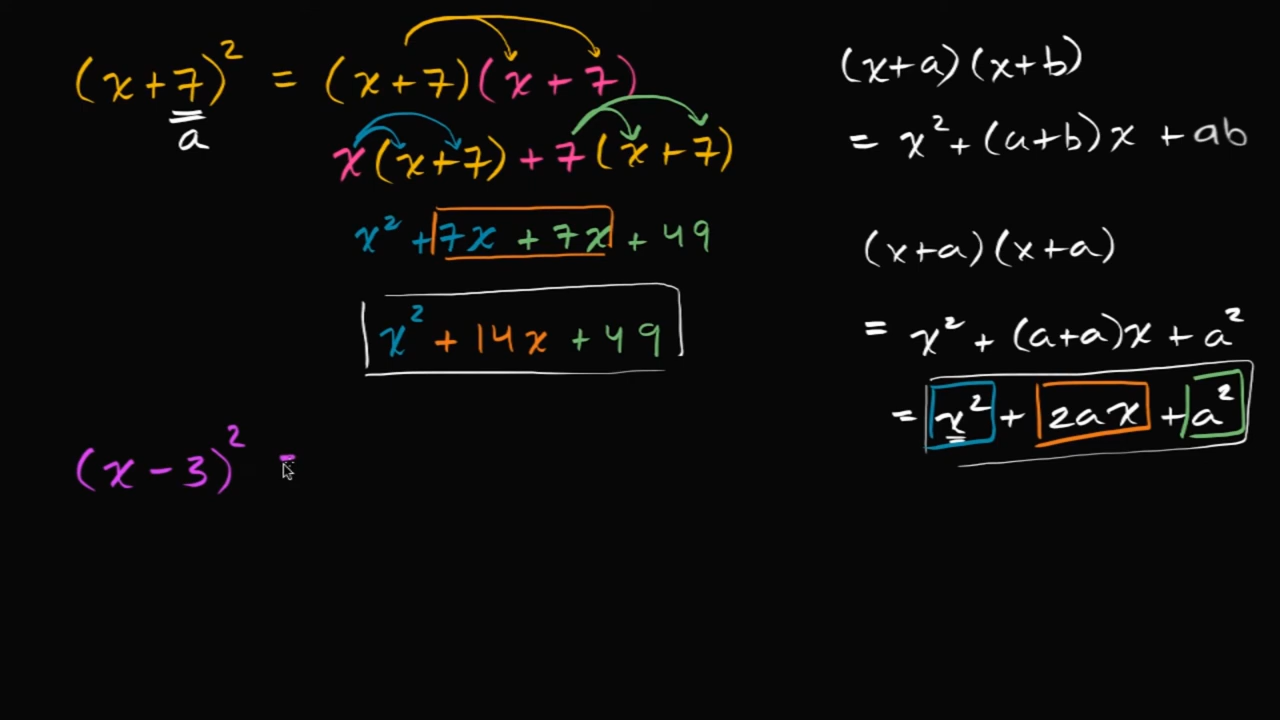 (x+7)² = (x+7)(x+7)
a
x(x+7)+7(x+7)
x²+7x+7x+49
x²+14x+49
(x-3)² =
(x+a)(x+b)
= x²+(a+b)x+ab
(x+a)(x+a)
= x²+(a+a)x+a²
= x²+2ax+a²